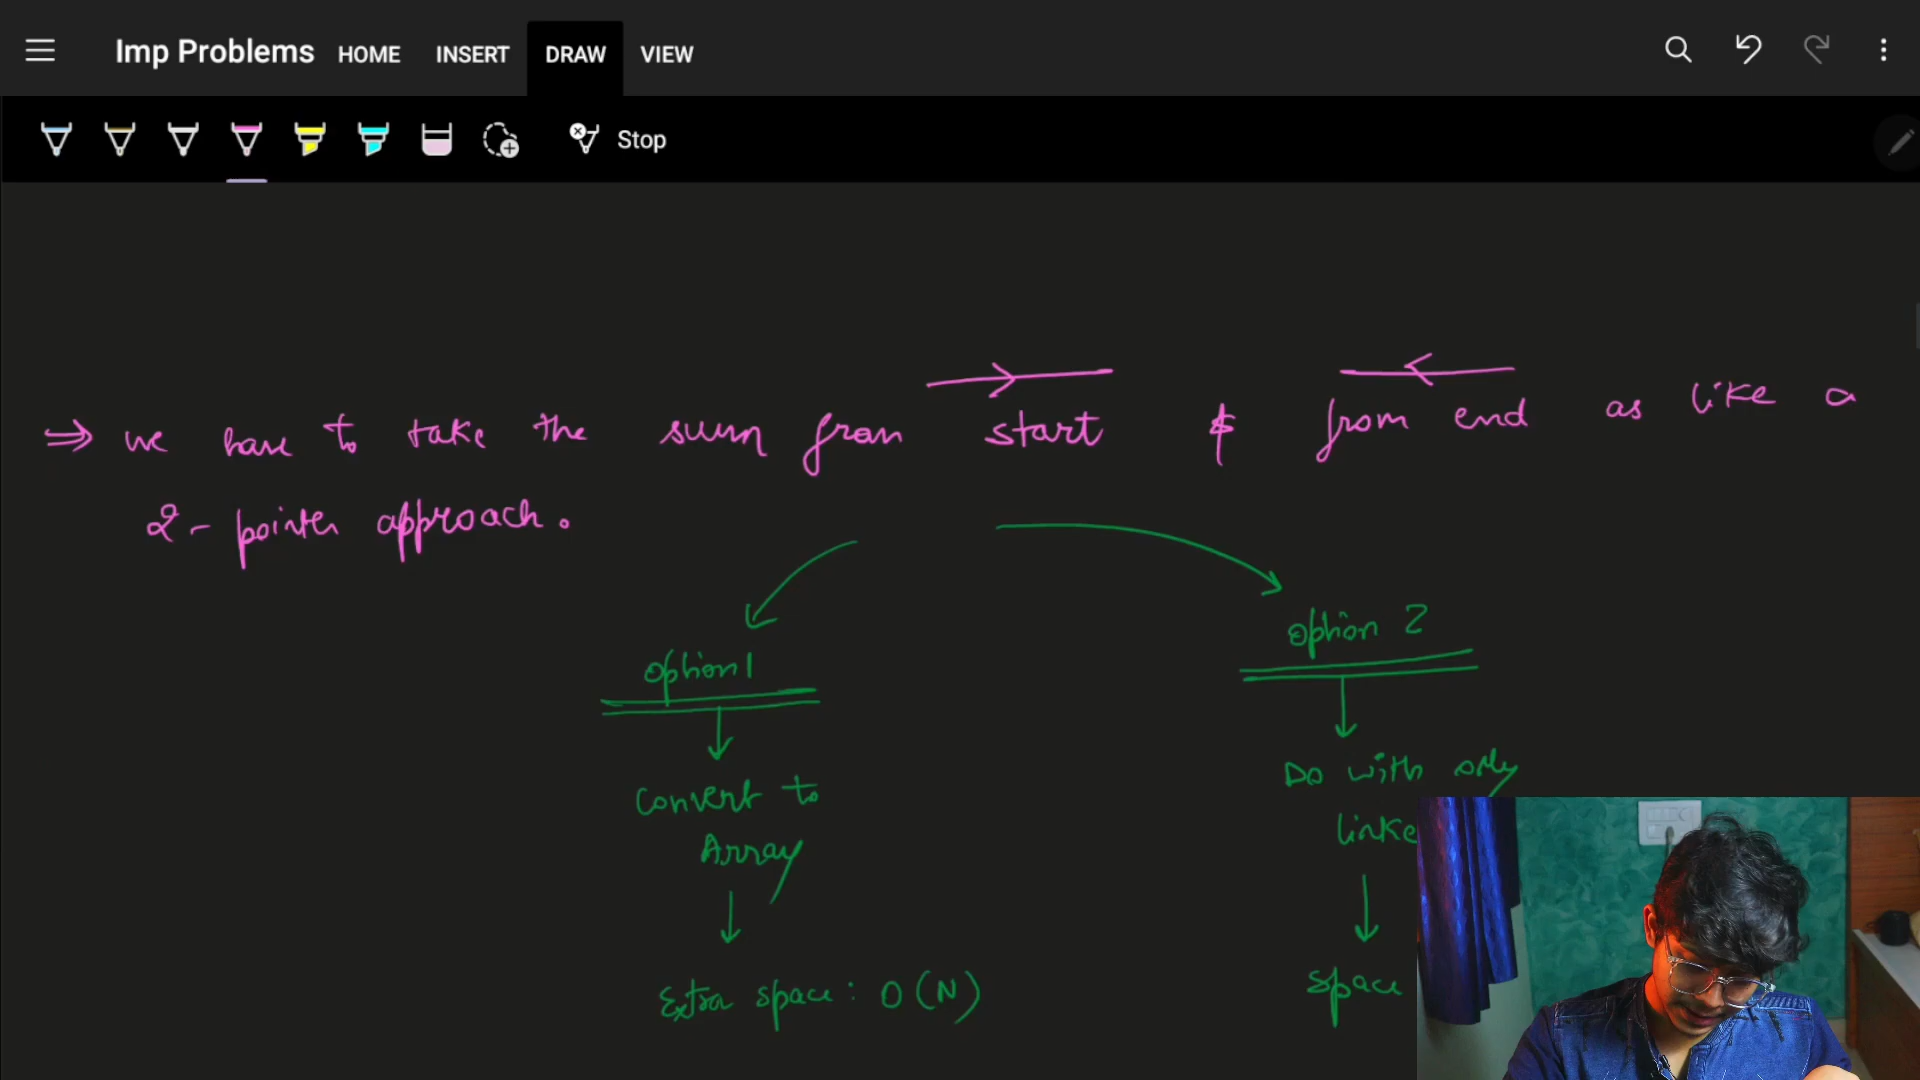 Imp Problems HOME INSERT DRAW VIEW
Stop
⇒ we have to take the sum from start & from end as like a
2- pointer approach.
option 1
option 2
Convert to
Array
Do with only
linke
Extra space: O(N)
space